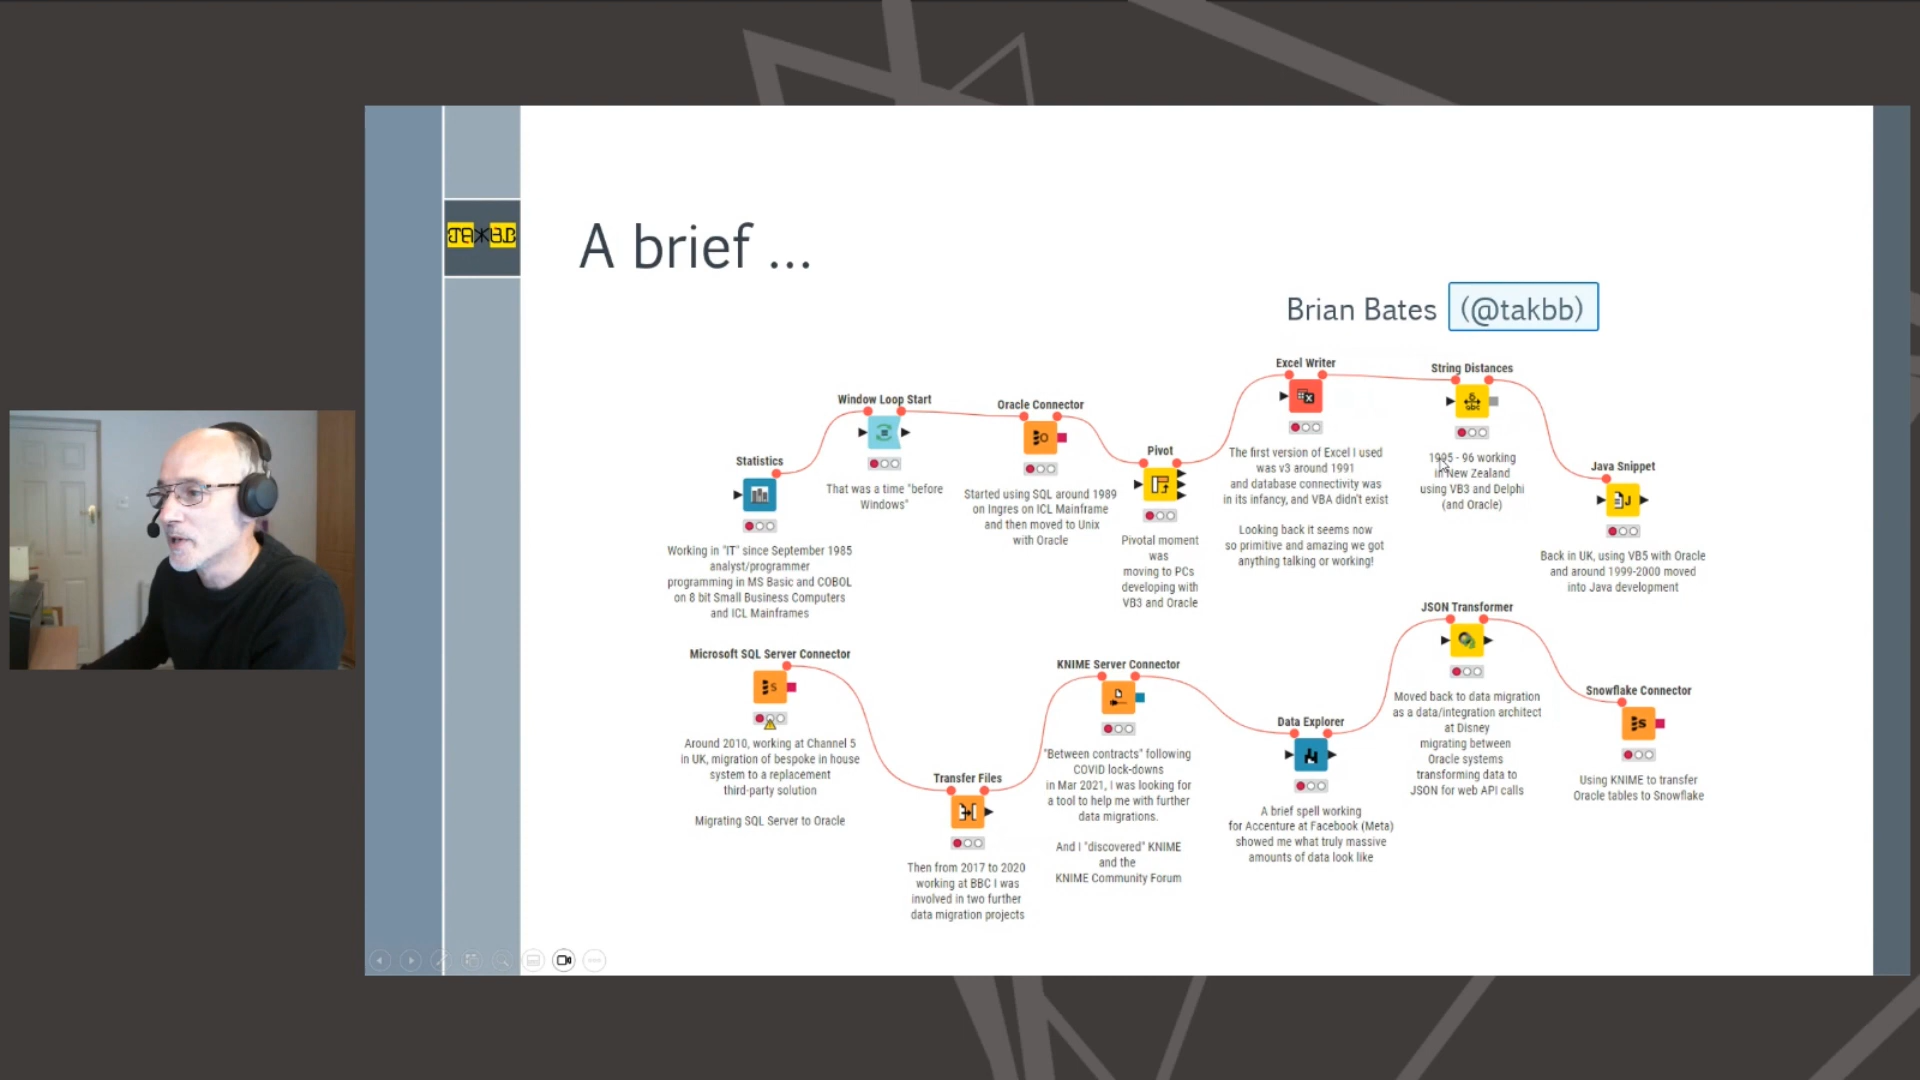 A brief ...
Brian Bates (@takbb)
Statistics
Working in "IT" since September 1985
analyst/programmer
programming in MS Basic and COBOL
on 8 bit Small Business Computers
and ICL Mainframes
Window Loop Start
That was a time "before
Windows"
Oracle Connector
Started using SQL around 1989
on Ingres on ICL Mainframe
and then moved to Unix
with Oracle
Pivot
Pivotal moment
was
moving to PCs
developing with
VB3 and Oracle
Excel Writer
The first version of Excel I used
was v3 around 1991
and database connectivity was
in its infancy, and VBA didn't exist
Looking back it seems now
so primitive and amazing we got
anything talking or working!
String Distances
abc
1995 - 96 working
in New Zealand
using VB3 and Delphi
(and Oracle)
Java Snippet
J
Back in UK, using VB5 with Oracle
and around 1999-2000 moved
into Java development
Microsoft SQL Server Connector
S
Around 2010, working at Channel 5
in UK, migration of bespoke in house
system to a replacement
third-party solution
Migrating SQL Server to Oracle
Transfer Files
Then from 2017 to 2020
working at BBC I was
involved in two further
data migration projects
KNIME Server Connector
"Between contracts" following
COVID lock-downs
in Mar 2021, I was looking for
a tool to help me with further
data migrations.
And I "discovered" KNIME
and the
KNIME Community Forum
Data Explorer
A brief spell working
for Accenture at Facebook (Meta)
showed me what truly massive
amounts of data look like
JSON Transformer
Moved back to data migration
as a data/integration architect
at Disney
migrating between
Oracle systems
transforming data to
JSON for web API calls
Snowflake Connector
S
Using KNIME to transfer
Oracle tables to Snowflake